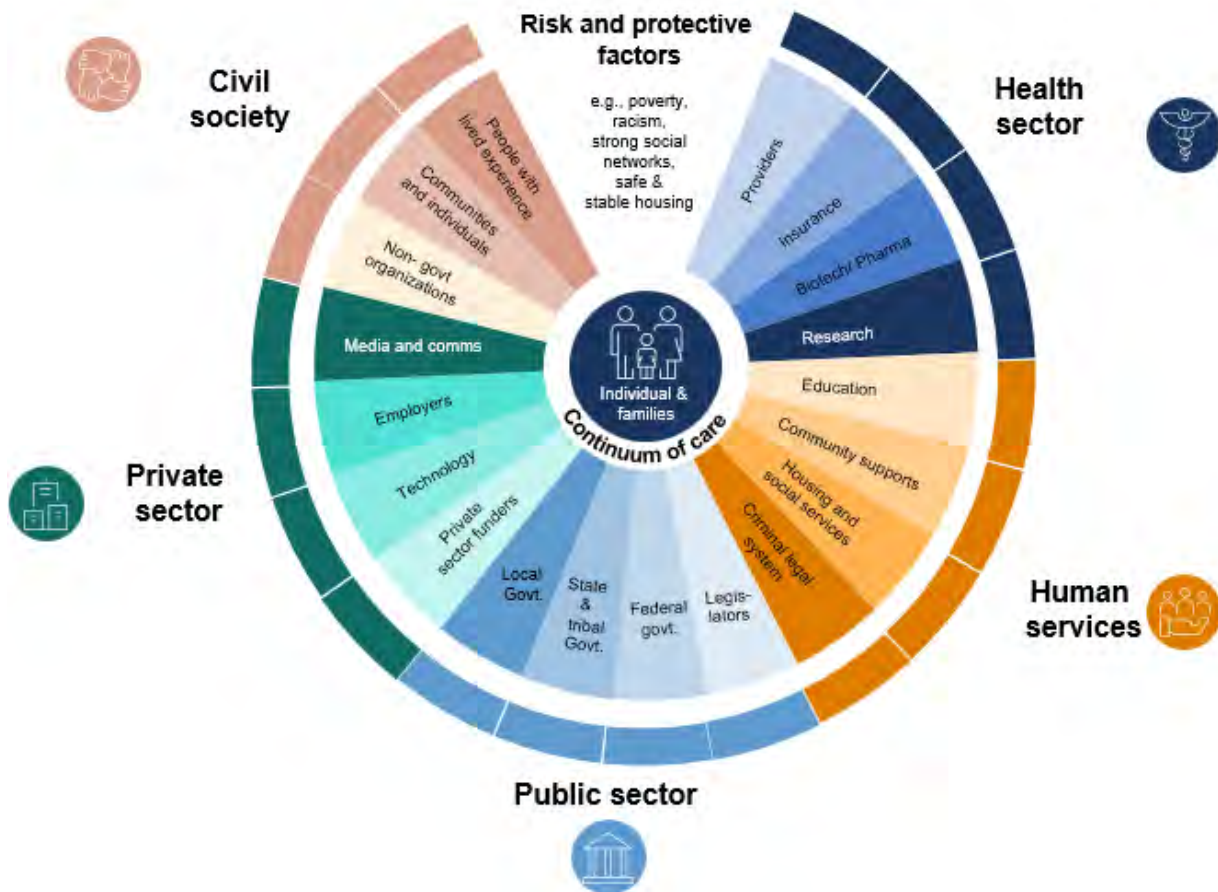 Risk and protective
factors
e.g., poverty,
racism,
strong social
networks,
safe &
stable housing
Civil
society
Health
sector
People with
lived experience
Communities
and individuals
Non- govt
organizations
Providers
Insurance
Biotech/ Pharma
Research
Media and comms
Employers
Technology
Private
sector funders
Individual &
families
Continuum of care
Education
Community supports
Housing and
social services
Criminal legal
system
Local
Govt.
State
&
tribal
Govt.
Federal
govt.
Legis-
lators
Private
sector
Human
services
Public sector